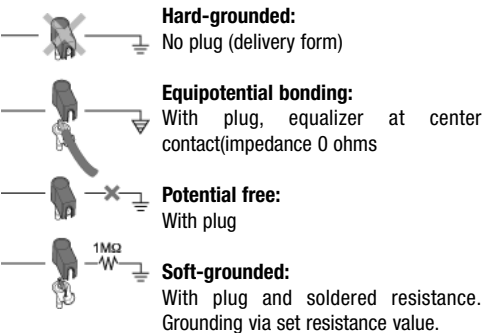 Hard-grounded:
No plug (delivery form)
Equipotential bonding:
With plug, equalizer at center
contact(impedance 0 ohms
Potential free:
With plug
1MΩ
Soft-grounded:
With plug and soldered resistance.
Grounding via set resistance value.